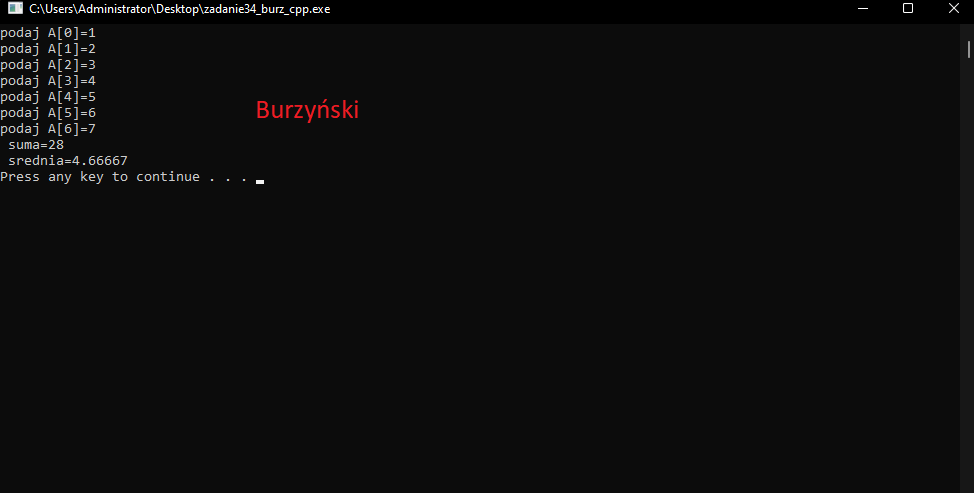 C:\Users\Administrator\Desktop\zadanie34_burz_cpp.exe
podaj A[0]=1
podaj A[1]=2
podaj A[2]=3
podaj A[3]=4
podaj A[4]=5
podaj A[5]=6
podaj A[6]=7
Burzyński
suma=28
srednia=4.66667
Press any key to continue . . .